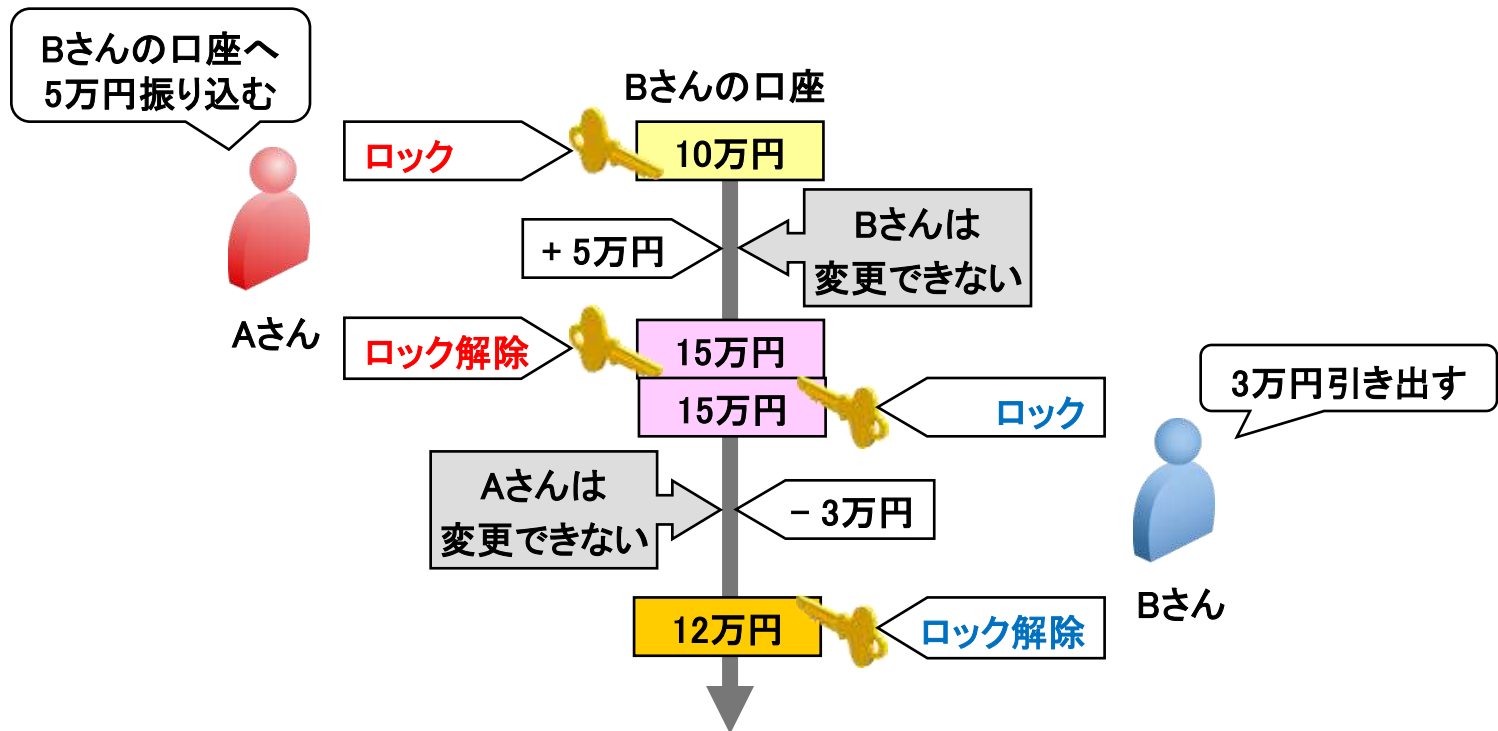 Bさんの口座へ
5万円振り込む
Bさんの口座
ロック
10万円
+ 5万円
Bさんは
変更できない
Aさん
ロック解除
15万円
15万円
ロック
3万円引き出す
Aさんは
変更できない
- 3万円
Bさん
12万円
ロック解除